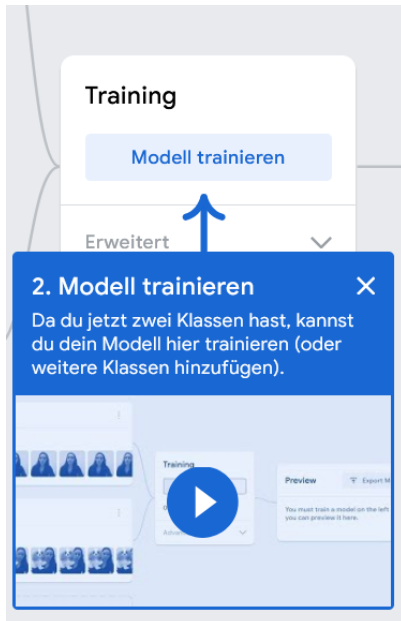 Training
Modell trainieren
Erweitert
2. Modell trainieren
Da du jetzt zwei Klassen hast, kannst
du dein Modell hier trainieren (oder
weitere Klassen hinzufügen).
Training
Preview
Export M
You must train a model on the left
you can preview it here.